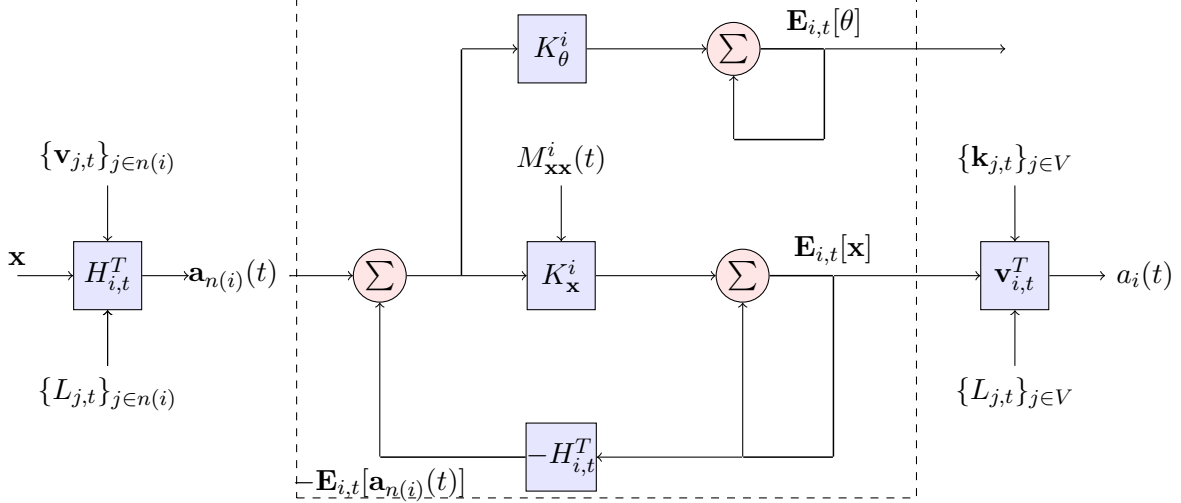 K^i_θ
∑
𝐄_{i,t}[θ]
{𝐯_{j,t}}_{j∈n(i)}
M^i_{𝐱𝐱}(t)
{𝐤_{j,t}}_{j∈V}
𝐱
H^T_{i,t}
𝐚_{n(i)}(t)
∑
K^i_𝐱
∑
𝐄_{i,t}[𝐱]
𝐯^T_{i,t}
a_i(t)
{L_{j,t}}_{j∈n(i)}
{L_{j,t}}_{j∈V}
−H^T_{i,t}
−𝐄_{i,t}[𝐚_{n(i)}(t)]